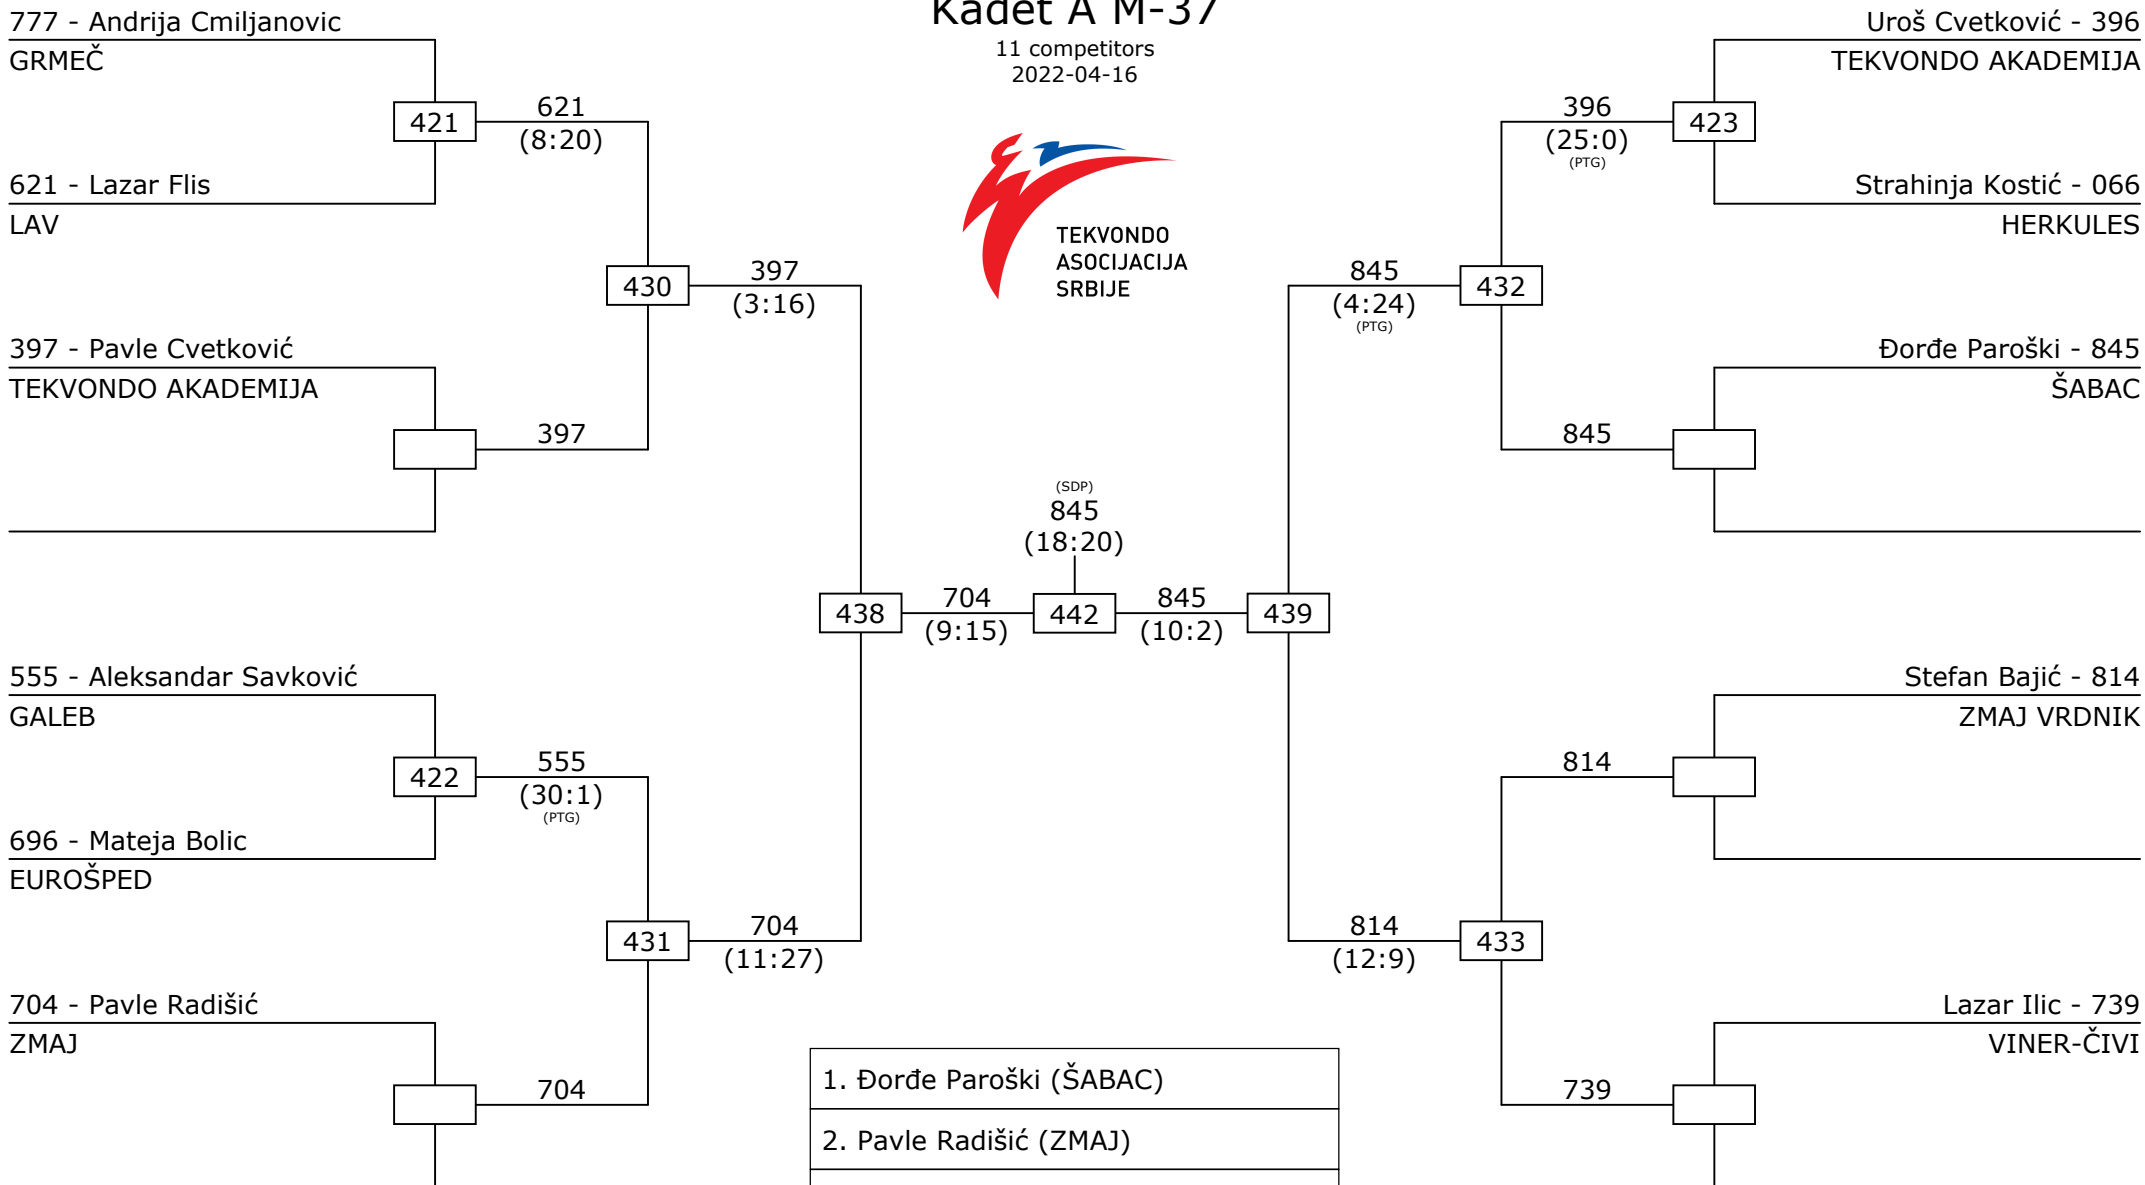 Kadet A M-37
11 competitors
2022-04-16
TEKVONDO
ASOCIJACIJA
SRBIJE
777 - Andrija Cmiljanovic
GRMEČ
421
621
(8:20)
621 - Lazar Flis
LAV
430
397
(3:16)
397 - Pavle Cvetković
TEKVONDO AKADEMIJA
397
555 - Aleksandar Savković
GALEB
422
555
(30:1)
(PTG)
696 - Mateja Bolic
EUROŠPED
431
704
(11:27)
704 - Pavle Radišić
ZMAJ
704
438
704
(9:15)
(SDP)
845
(18:20)
442
845
(10:2)
439
Uroš Cvetković - 396
TEKVONDO AKADEMIJA
396
(25:0)
(PTG)
423
Strahinja Kostić - 066
HERKULES
845
(4:24)
(PTG)
432
Đorđe Paroški - 845
ŠABAC
845
Stefan Bajić - 814
ZMAJ VRDNIK
814
814
(12:9)
433
Lazar Ilic - 739
VINER-ČIVI
739
1. Đorđe Paroški (ŠABAC)
2. Pavle Radišić (ZMAJ)